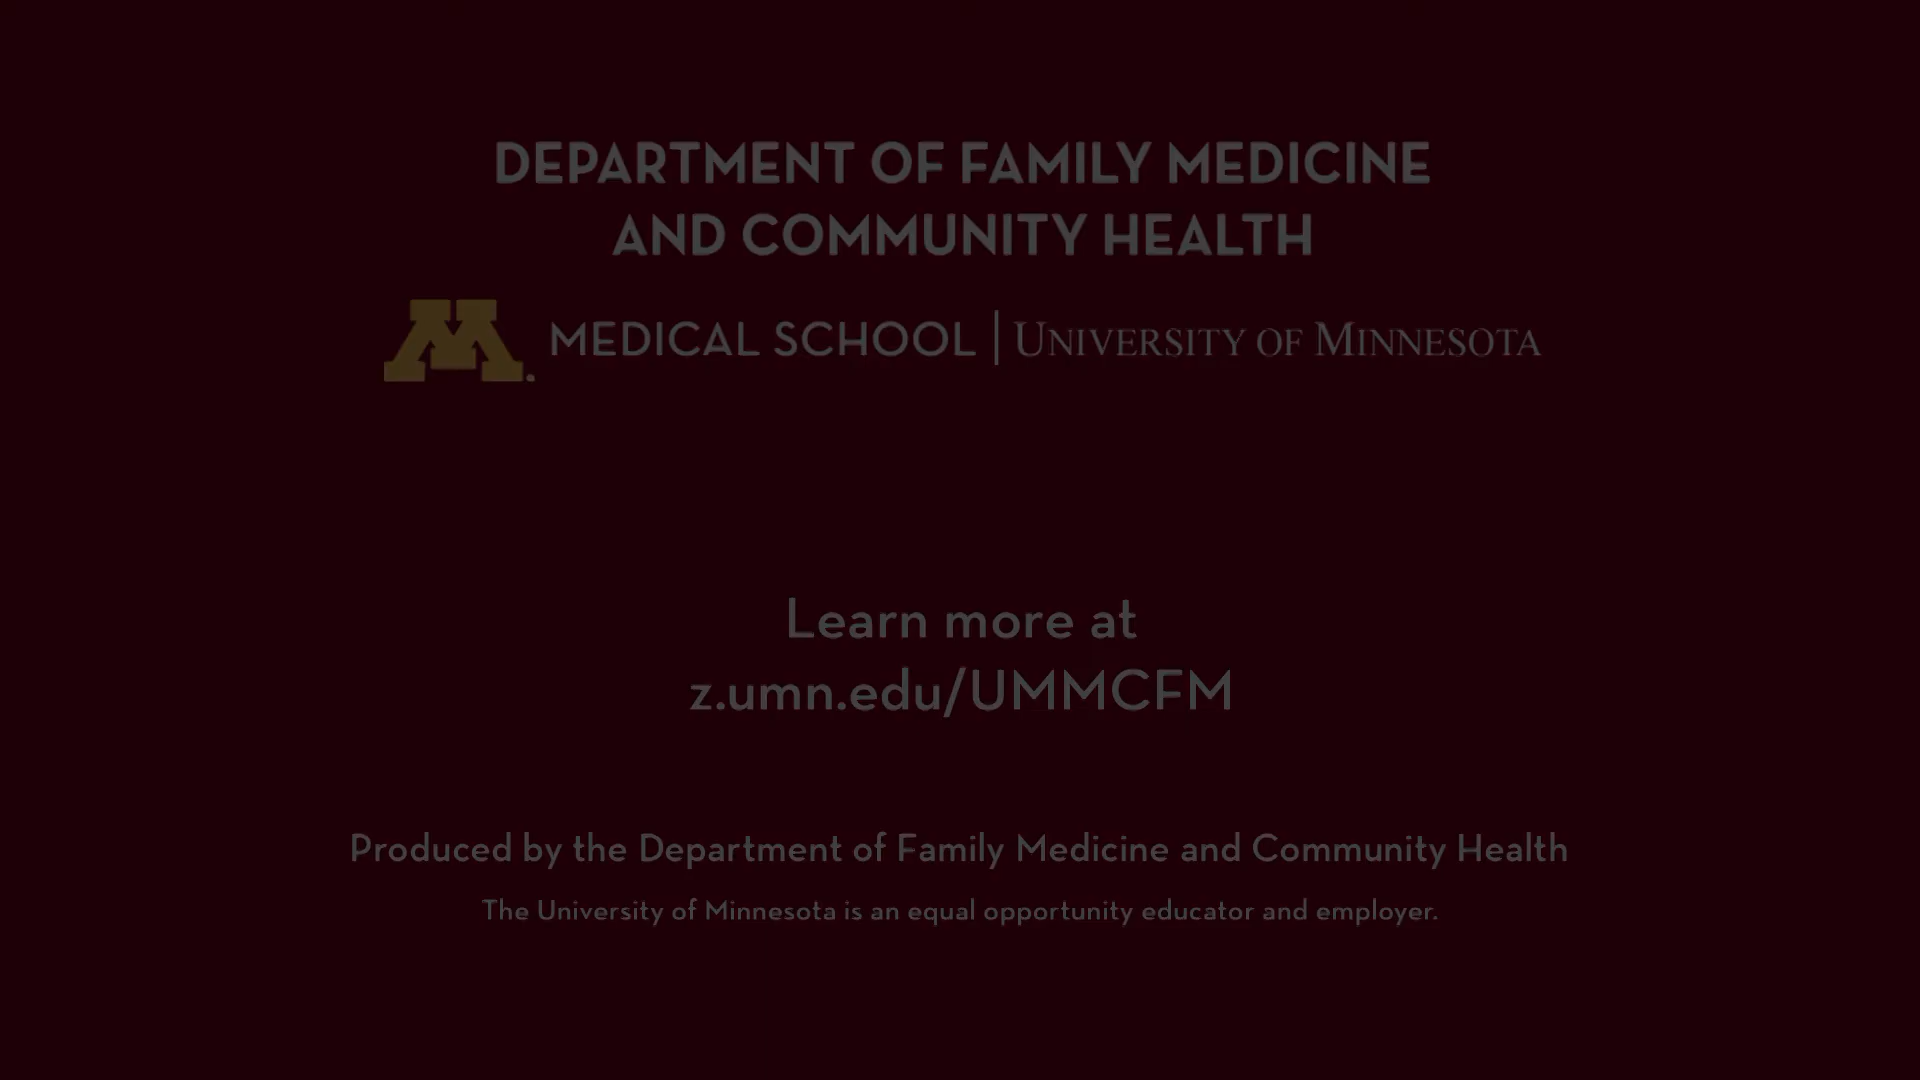 DEPARTMENT OF FAMILY MEDICINE
AND COMMUNITY HEALTH
M. MEDICAL SCHOOL | UNIVERSITY OF MINNESOTA
Learn more at
z.umn.edu/UMMCFM
Produced by the Department of Family Medicine and Community Health
The University of Minnesota is an equal opportunity educator and employer.